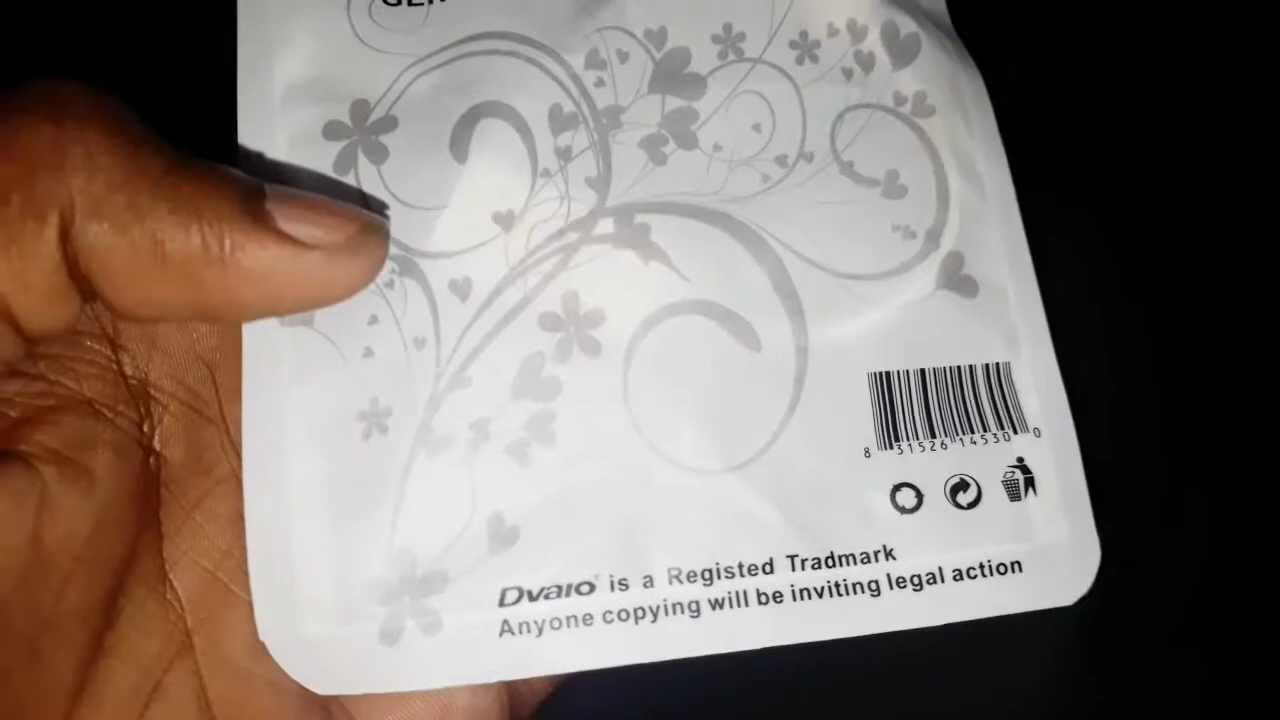 8 31526 14530 0
Dvaio® is a Registed Tradmark
Anyone copying will be inviting legal action